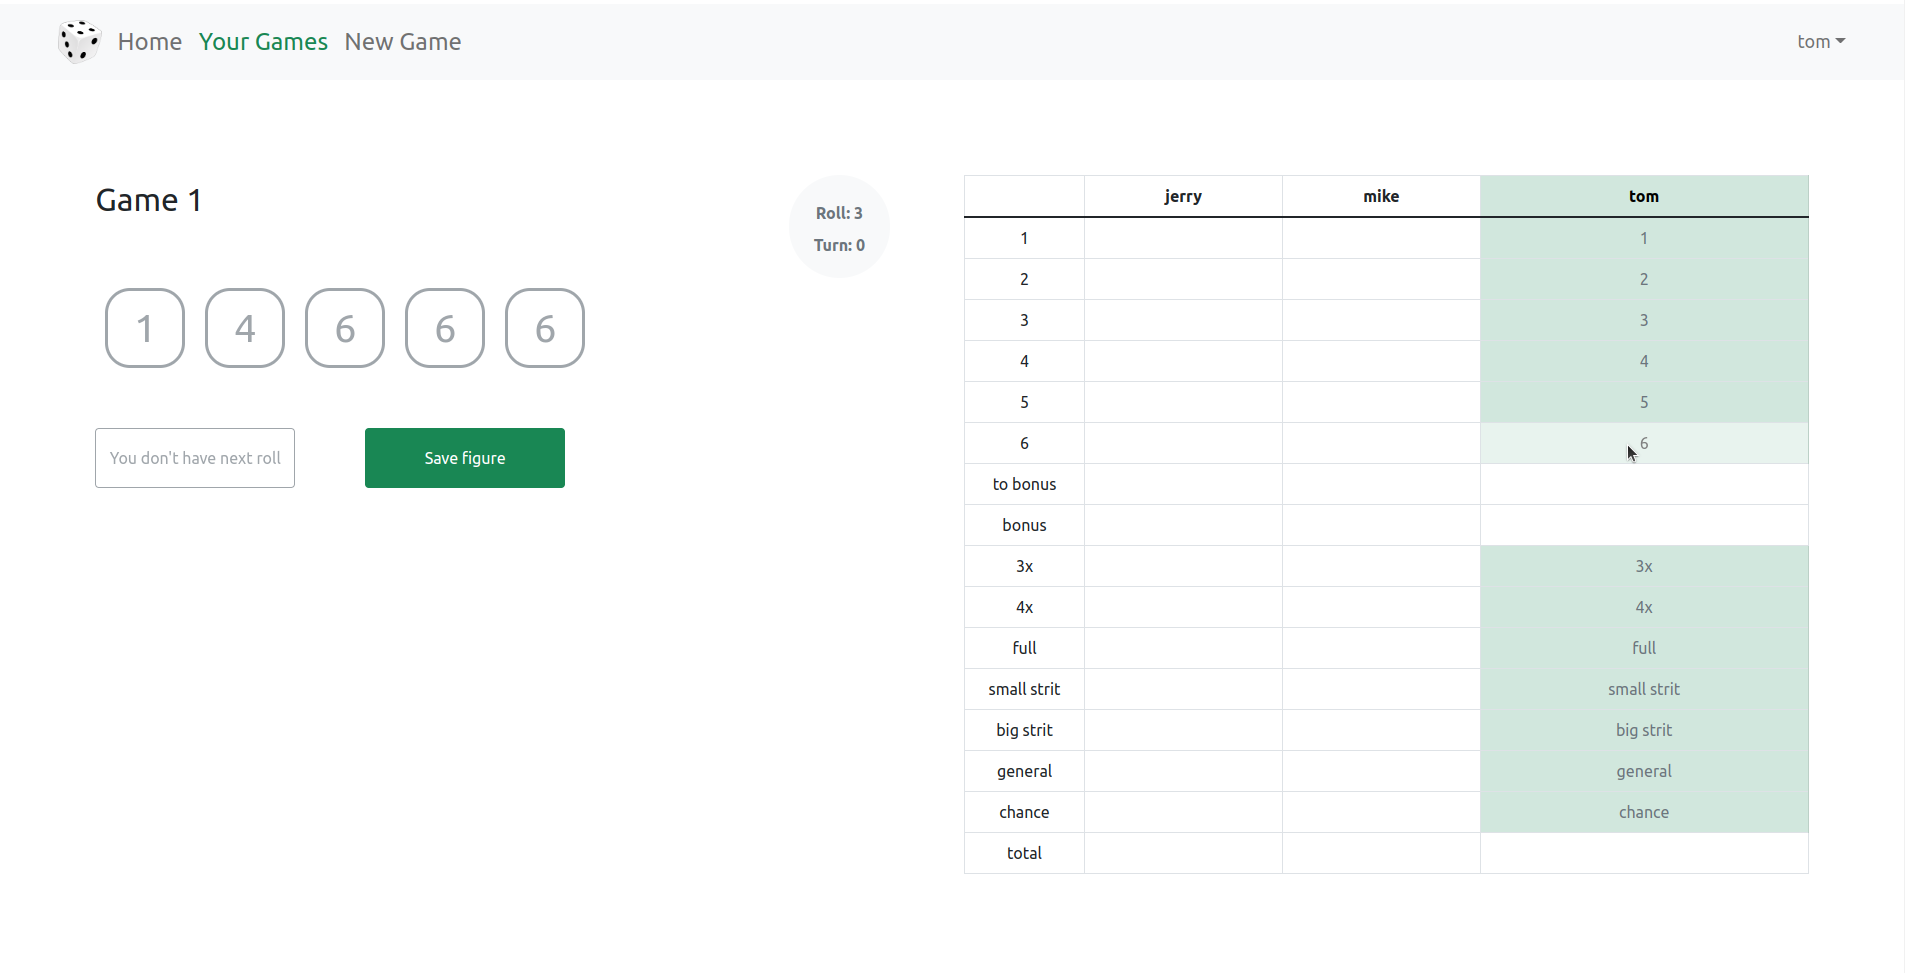 Home Your Games New Game tom
Game 1
Roll: 3
Turn: 0
1 4 6 6 6
You don't have next roll Save figure
jerry mike tom
1 1
2 2
3 3
4 4
5 5
6 6
to bonus
bonus
3x 3x
4x 4x
full full
small strit small strit
big strit big strit
general general
chance chance
total